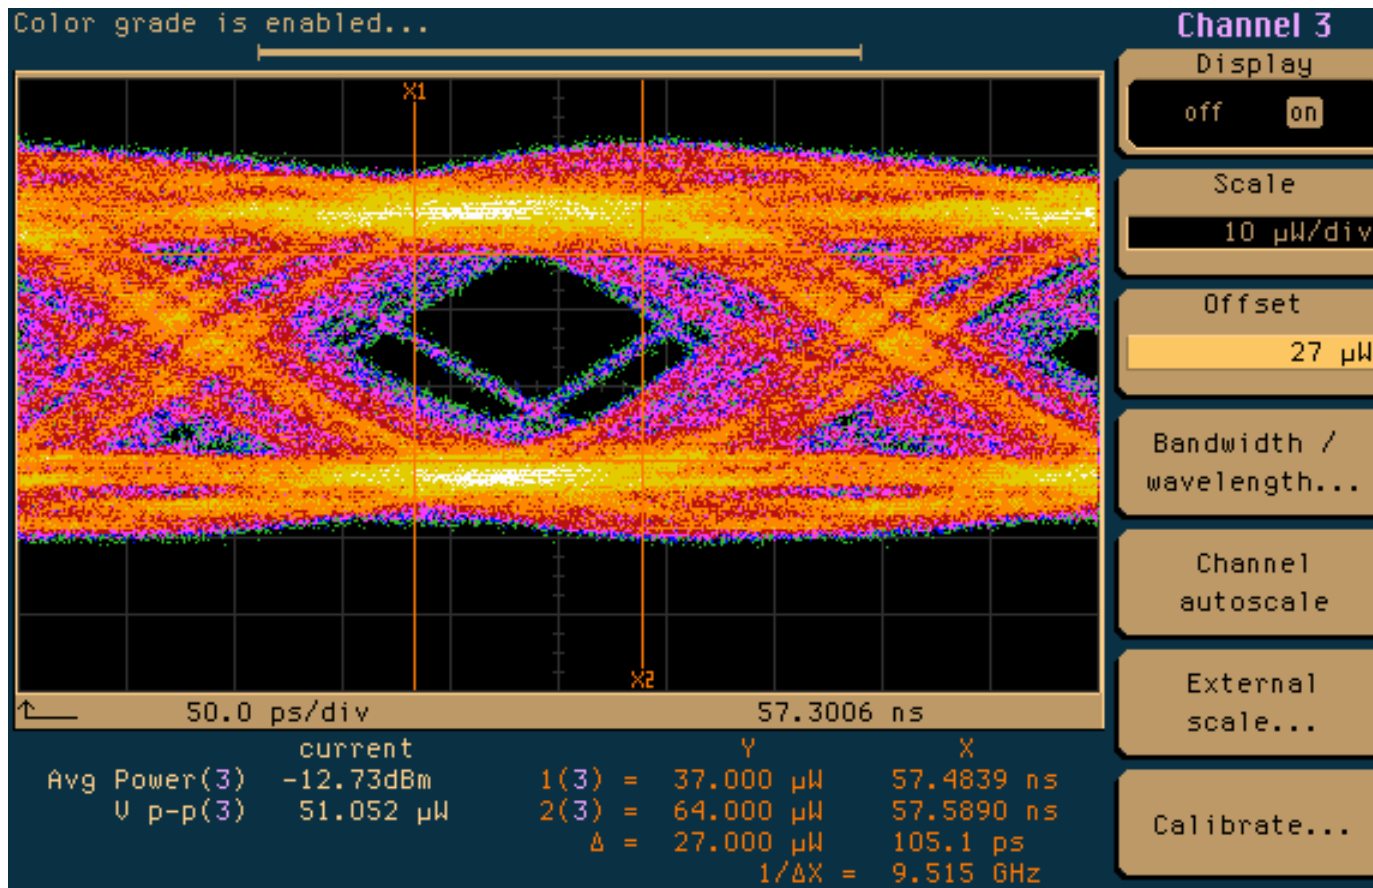 Color grade is enabled...
Channel 3
Display
off on
Scale
10 µW/div
Offset
27 µW
Bandwidth /
wavelength...
Channel
autoscale
External
scale...
Calibrate...
X1
X2
50.0 ps/div 57.3006 ns
current Y X
Avg Power(3) -12.73dBm 1(3) = 37.000 µW 57.4839 ns
V p-p(3) 51.052 µW 2(3) = 64.000 µW 57.5890 ns
Δ = 27.000 µW 105.1 ps
1/ΔX = 9.515 GHz